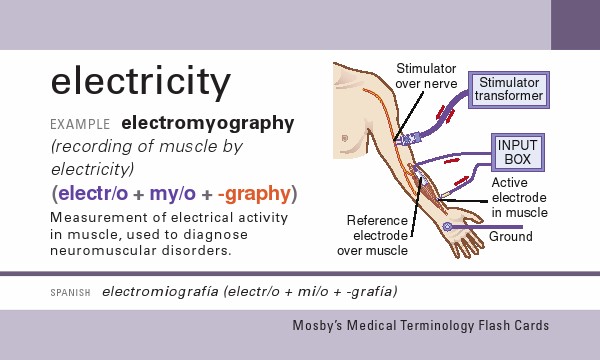 electricity
EXAMPLE electromyography
(recording of muscle by
electricity)
(electr/o + my/o + -graphy)
Measurement of electrical activity
in muscle, used to diagnose
neuromuscular disorders.
Stimulator
over nerve
Stimulator
transformer
INPUT
BOX
Active
electrode
in muscle
Reference
electrode
over muscle
Ground
SPANISH electromiografía (electr/o + mi/o + -grafía)
Mosby's Medical Terminology Flash Cards